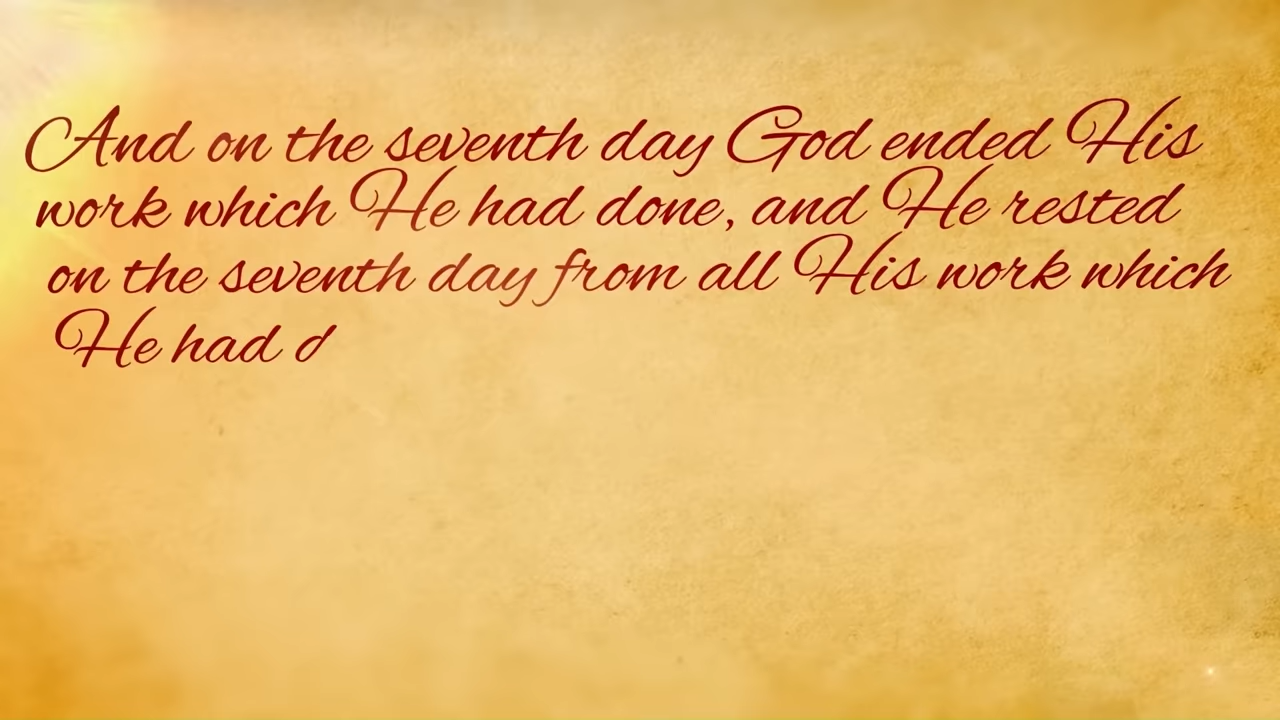 And on the seventh day God ended His
work which He had done, and He rested
on the seventh day from all His work which
He had d